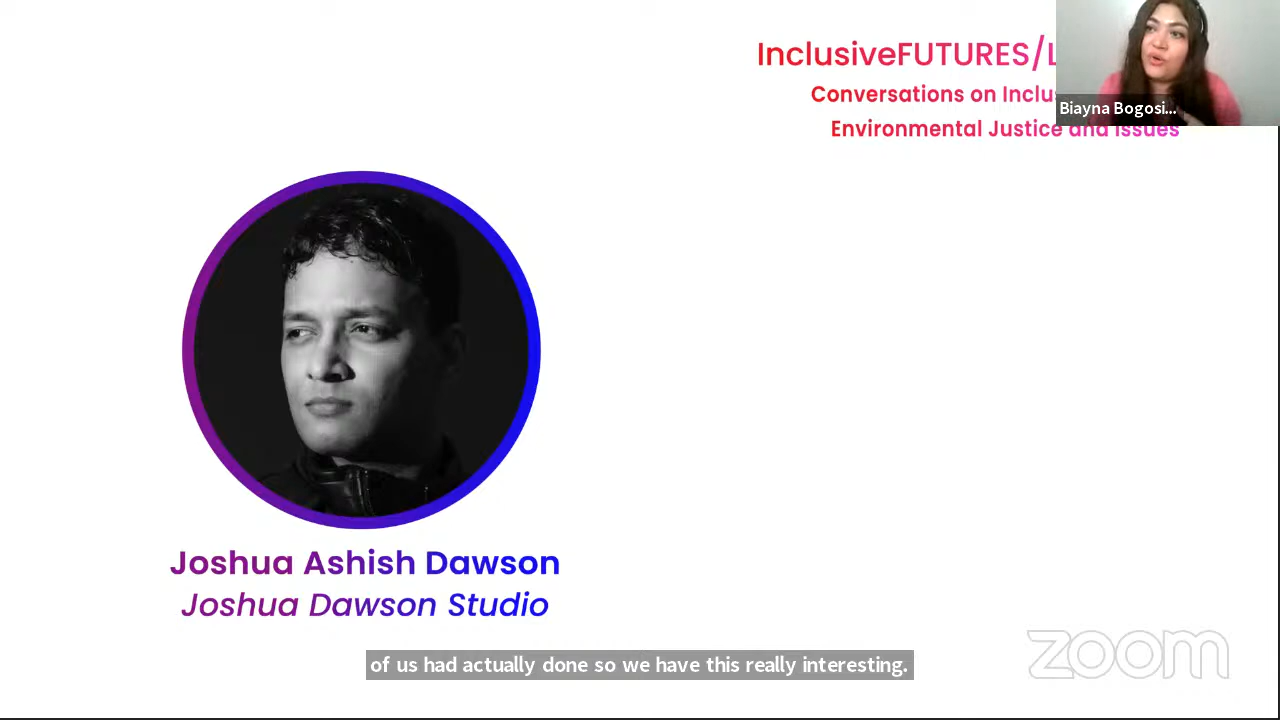 InclusiveFUTURES/L
Conversations on Inclus
Environmental Justice and Issues
Biayna Bogosi...
Joshua Ashish Dawson
Joshua Dawson Studio
of us had actually done so we have this really interesting.
zoom